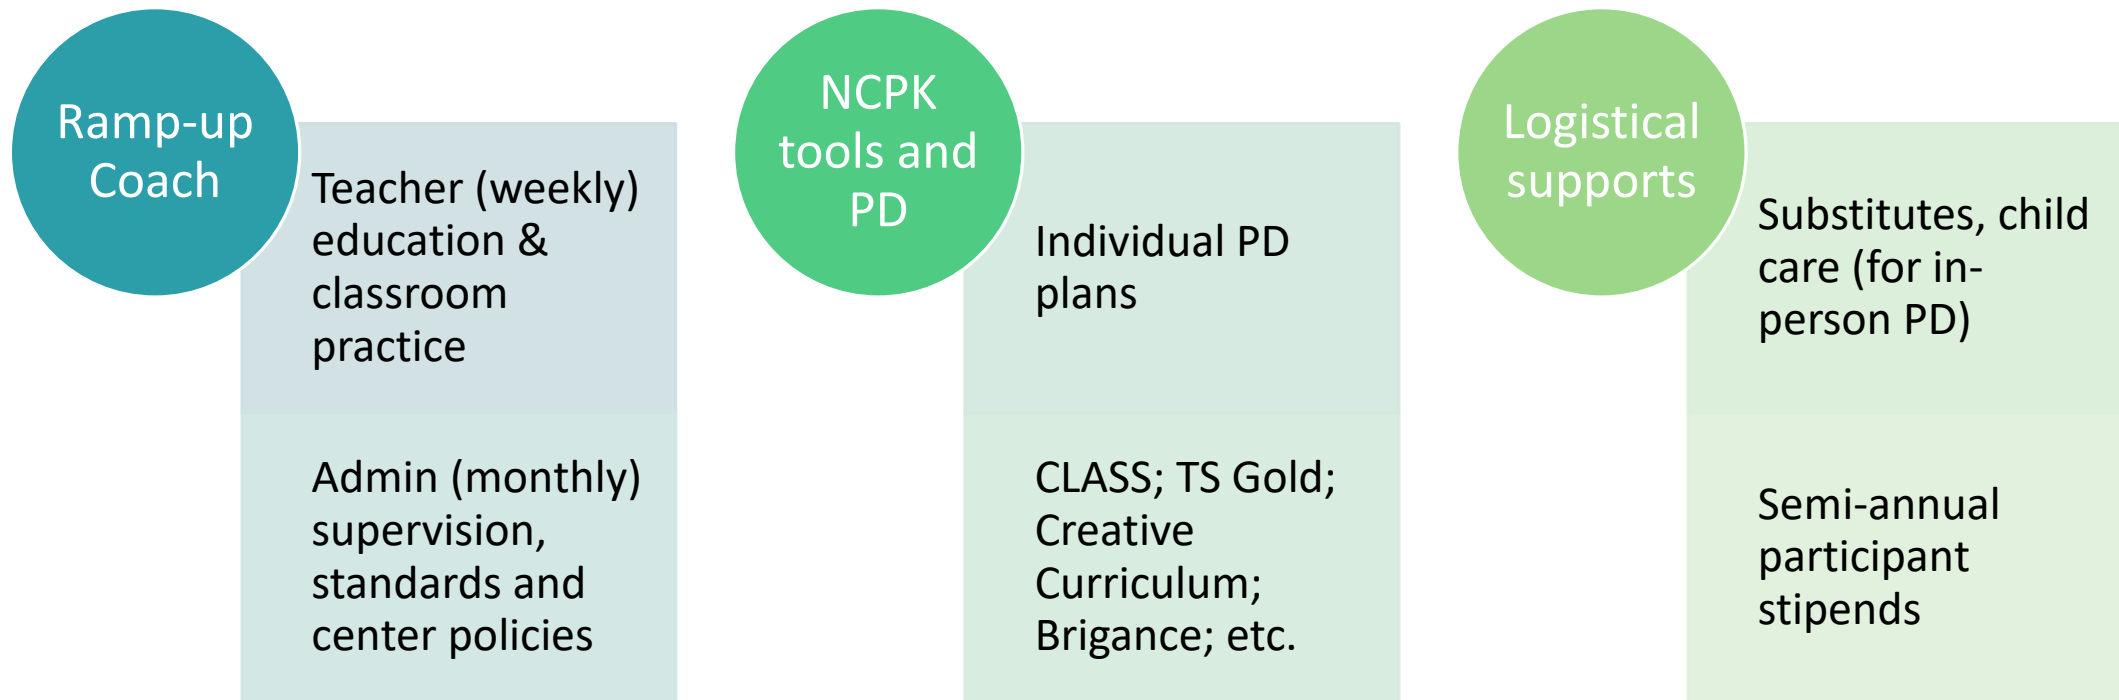 Ramp-up
Coach
Teacher (weekly)
education &
classroom
practice
Admin (monthly)
supervision,
standards and
center policies
NCPK
tools and
PD
Individual PD
plans
CLASS; TS Gold;
Creative
Curriculum;
Brigance; etc.
Logistical
supports
Substitutes, child
care (for in-
person PD)
Semi-annual
participant
stipends